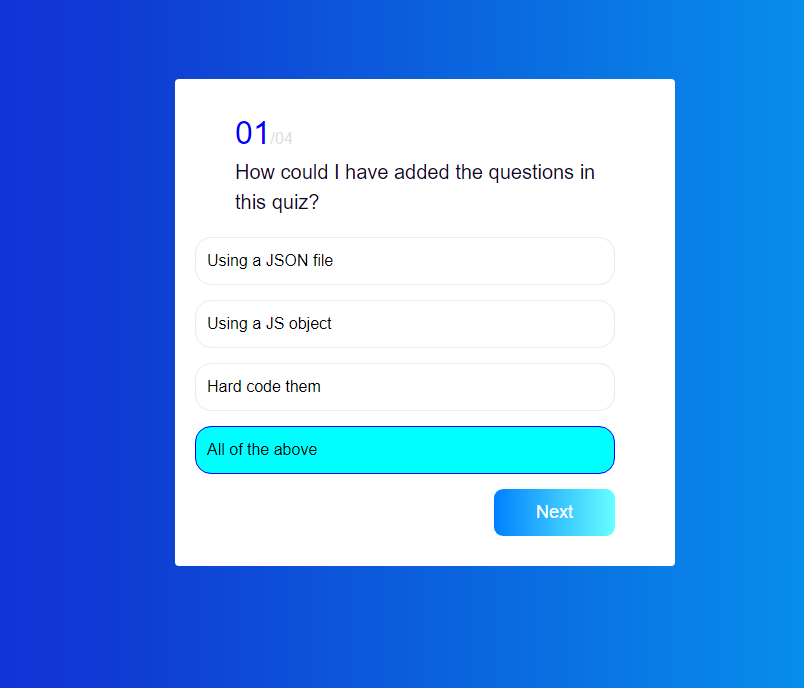 01/04
How could I have added the questions in
this quiz?
Using a JSON file
Using a JS object
Hard code them
All of the above
Next